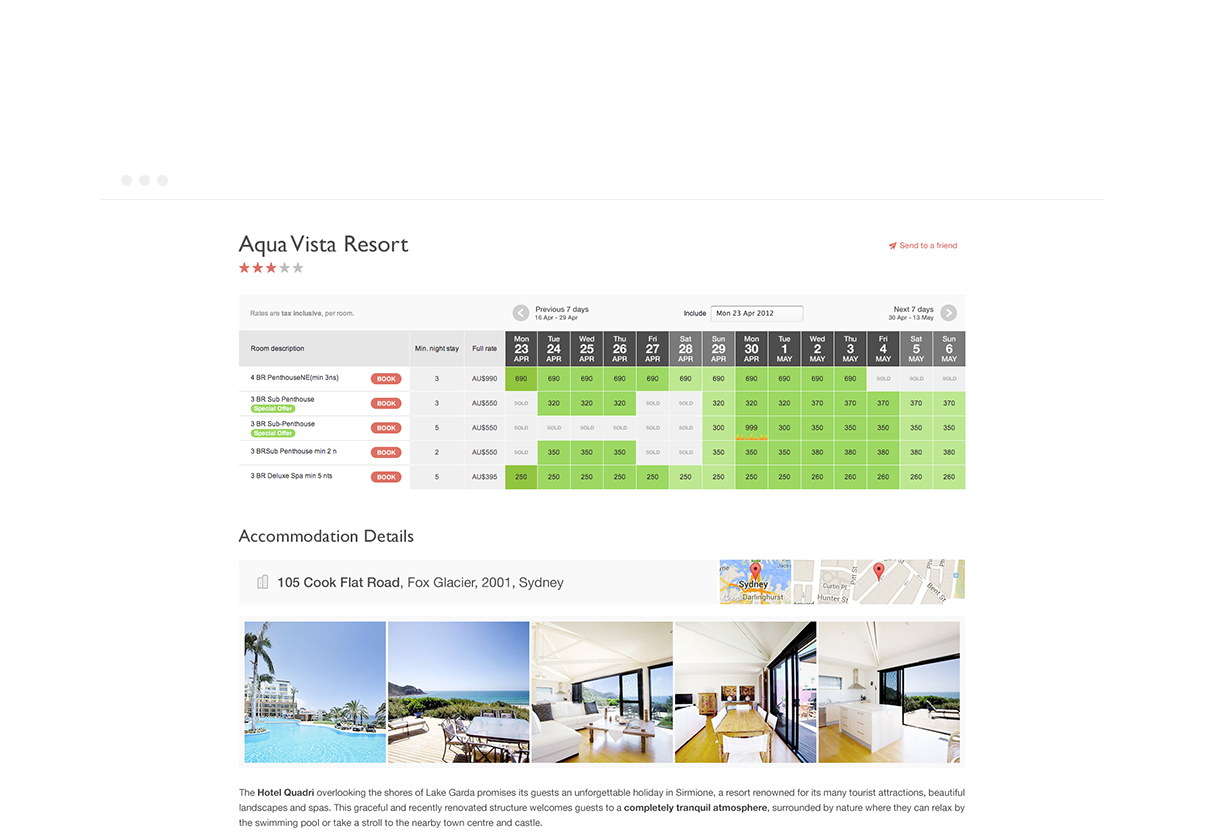 Aqua Vista Resort
Send to a friend
Rates are tax inclusive, per room.
Previous 7 days
16 Apr - 29 Apr
Include Mon 23 Apr 2012
Next 7 days
30 Apr - 13 May
Room description Min. night stay Full rate Mon 23 APR Tue 24 APR Wed 25 APR Thu 26 APR Fri 27 APR Sat 28 APR Sun 29 APR Mon 30 APR Tue 1 MAY Wed 2 MAY Thu 3 MAY Fri 4 MAY Sat 5 MAY Sun 6 MAY
4 BR PenthouseNE(min 3ns) BOOK 3 AU$990 690 690 690 690 690 690 690 690 690 690 690 SOLD SOLD SOLD
3 BR Sub Penthouse BOOK 3 AU$550 SOLD 320 320 320 SOLD SOLD 320 320 320 370 370 370 370 370
Special Offer
3 BR Sub-Penthouse BOOK 5 AU$550 SOLD SOLD SOLD SOLD SOLD SOLD 300 999 300 350 350 350 350 350
Special Offer
3 BRSub Penthouse min 2 n BOOK 2 AU$550 SOLD 350 350 350 SOLD SOLD 350 350 350 380 380 380 380 380
3 BR Deluxe Spa min 5 nts BOOK 5 AU$395 250 250 250 250 250 250 250 250 250 260 260 260 260 260
Accommodation Details
105 Cook Flat Road, Fox Glacier, 2001, Sydney
Sydney
Darlinghurst
Curtin Pl
Pitt St
Hunter St
Bent St
The Hotel Quadri overlooking the shores of Lake Garda promises its guests an unforgettable holiday in Sirmione, a resort renowned for its many tourist attractions, beautiful
landscapes and spas. This graceful and recently renovated structure welcomes guests to a completely tranquil atmosphere, surrounded by nature where they can relax by
the swimming pool or take a stroll to the nearby town centre and castle.